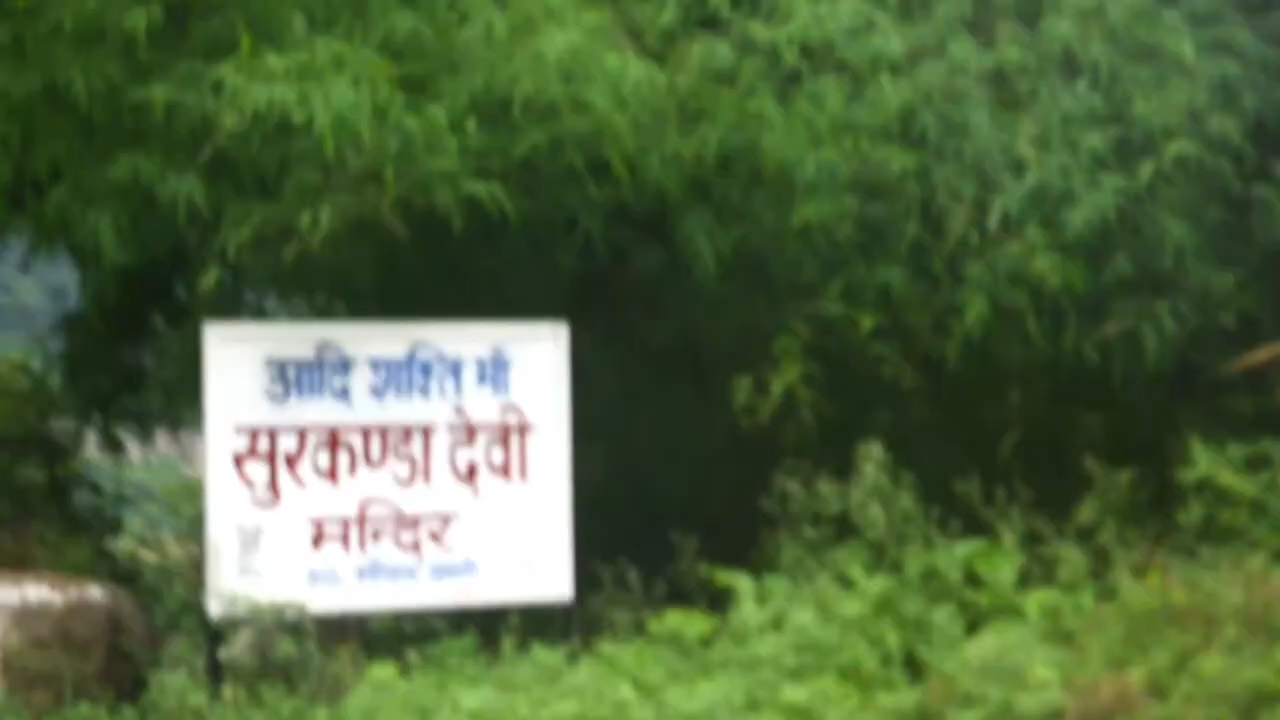 आदि शक्ति माँ
सुरकण्डा देवी
मन्दिर